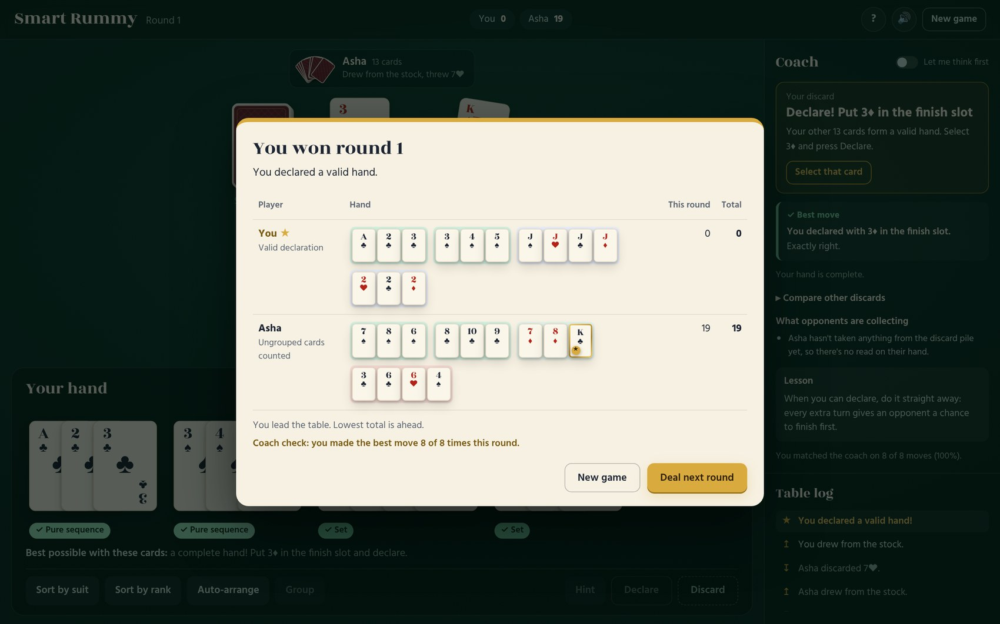 Smart Rummy Round 1
You 0 Asha 19
? New game
Asha 13 cards
Drew from the stock, threw 7♥
3
K
Coach Let me think first
Your discard
Declare! Put 3♦ in the finish slot
Your other 13 cards form a valid hand. Select
3♦ and press Declare.
Select that card
✓ Best move
You declared with 3♦ in the finish slot.
Exactly right.
Your hand is complete.
▸ Compare other discards
What opponents are collecting
• Asha hasn't taken anything from the discard pile
yet, so there's no read on their hand.
Lesson
When you can declare, do it straight away:
every extra turn gives an opponent a chance
to finish first.
You matched the coach on 8 of 8 moves (100%).
Table log
★ You declared a valid hand!
↥ You drew from the stock.
↧ Asha discarded 7♥.
↥ Asha drew from the stock.
You won round 1
You declared a valid hand.
Player Hand This round Total
You ★
Valid declaration
A♣ 2♣ 3♣ 3♠ 4♠ 5♠ J♠ J♥ J♣ J♦
2♥ 2♣ 2♦
0 0
Asha
Ungrouped cards
counted
7♠ 8♠ 6♠ 8♣ 10♣ 9♣ 7♦ 8♦ K♣
3♣ 6♣ 6♥ 4♠
19 19
You lead the table. Lowest total is ahead.
Coach check: you made the best move 8 of 8 times this round.
New game Deal next round
Your hand
A♣ 2♣ 3♣ 3♠ 4♠
✓ Pure sequence ✓ Pure sequence ✓ Set ✓ Set
Best possible with these cards: a complete hand! Put 3♦ in the finish slot and declare.
Sort by suit Sort by rank Auto-arrange Group Hint Declare Discard